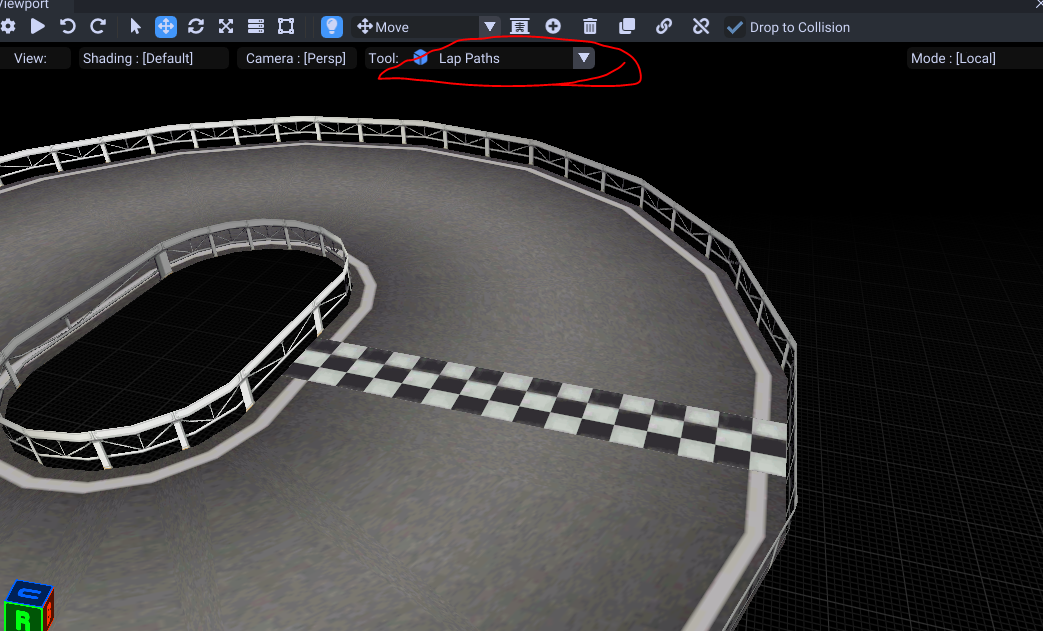 Viewport
Move
Drop to Collision
View:
Shading : [Default]
Camera : [Persp]
Tool:
Lap Paths
Mode : [Local]
U
R